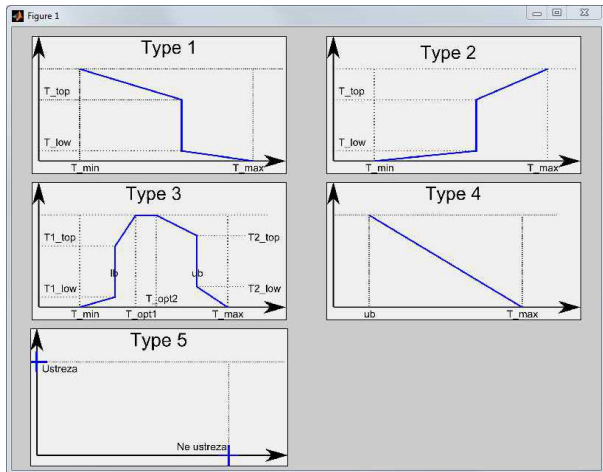 Figure 1
Type 1
T_top
T_low
T_min
T_max
Type 2
T_top
T_low
T_min
T_max
Type 3
T1_top
T2_top
lb
ub
T1_low
T2_low
T_opt2
T_min
T_opt1
T_max
Type 4
ub
T_max
Type 5
Ustreza
Ne ustreza